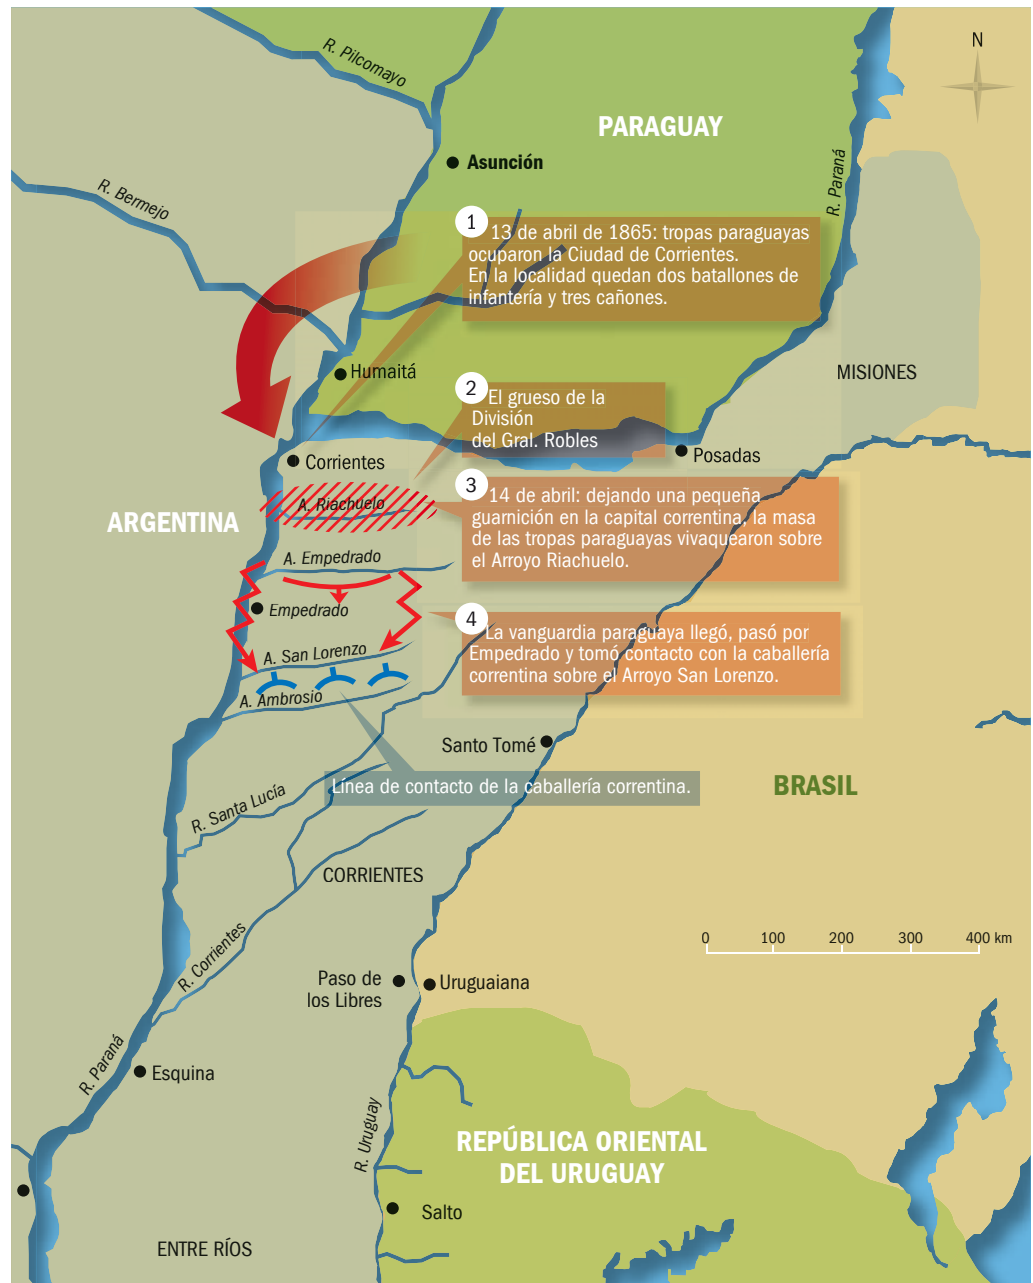 R. Pilcomayo
N
PARAGUAY
Asunción
R. Paraná
R. Bermejo
1
13 de abril de 1865: tropas paraguayas
ocuparon la Ciudad de Corrientes.
En la localidad quedan dos batallones de
infantería y tres cañones.
Humaitá
MISIONES
2
El grueso de la
División
del Gral. Robles
Corrientes
Posadas
3
14 de abril: dejando una pequeña
guarnición en la capital correntina, la masa
de las tropas paraguayas vivaquearon sobre
el Arroyo Riachuelo.
A. Riachuelo
ARGENTINA
A. Empedrado
Empedrado
4
La vanguardia paraguaya llegó, pasó por
Empedrado y tomó contacto con la caballería
correntina sobre el Arroyo San Lorenzo.
A. San Lorenzo
A. Ambrosio
Santo Tomé
Línea de contacto de la caballería correntina.
BRASIL
R. Santa Lucía
CORRIENTES
R. Corrientes
0 100 200 300 400 km
Paso de
los Libres
Uruguaiana
R. Paraná
Esquina
R. Uruguay
REPÚBLICA ORIENTAL
DEL URUGUAY
Salto
ENTRE RÍOS